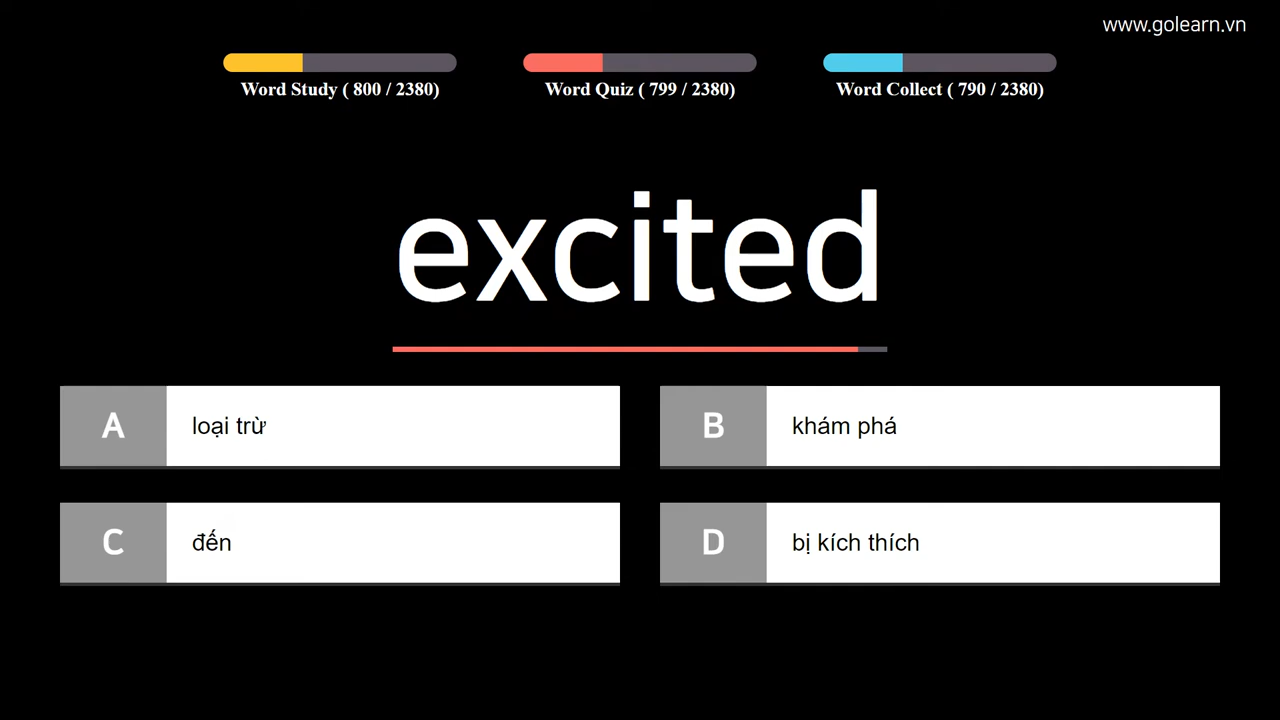 www.golearn.vn
Word Study ( 800 / 2380)
Word Quiz ( 799 / 2380)
Word Collect ( 790 / 2380)
excited
A loại trừ
B khám phá
C đến
D bị kích thích